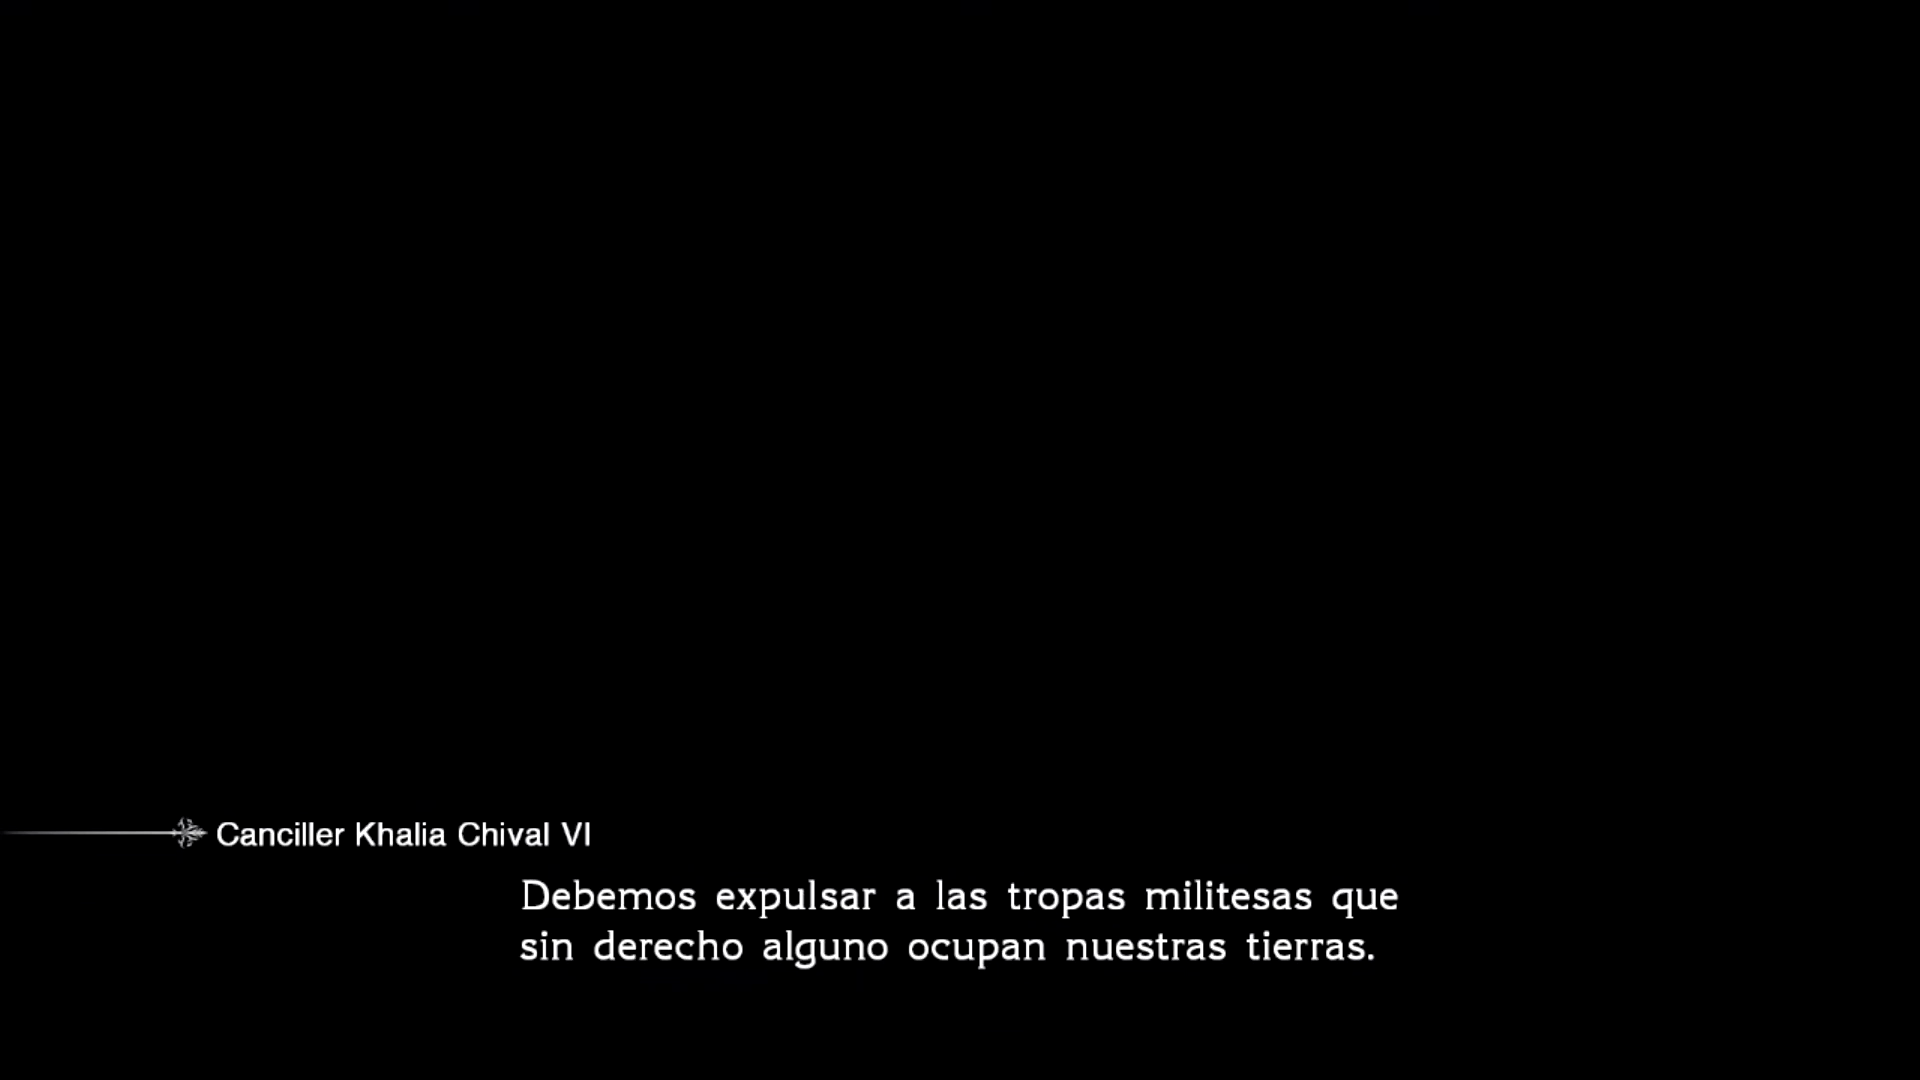 Canciller Khalia Chival VI
Debemos expulsar a las tropas militesas que
sin derecho alguno ocupan nuestras tierras.